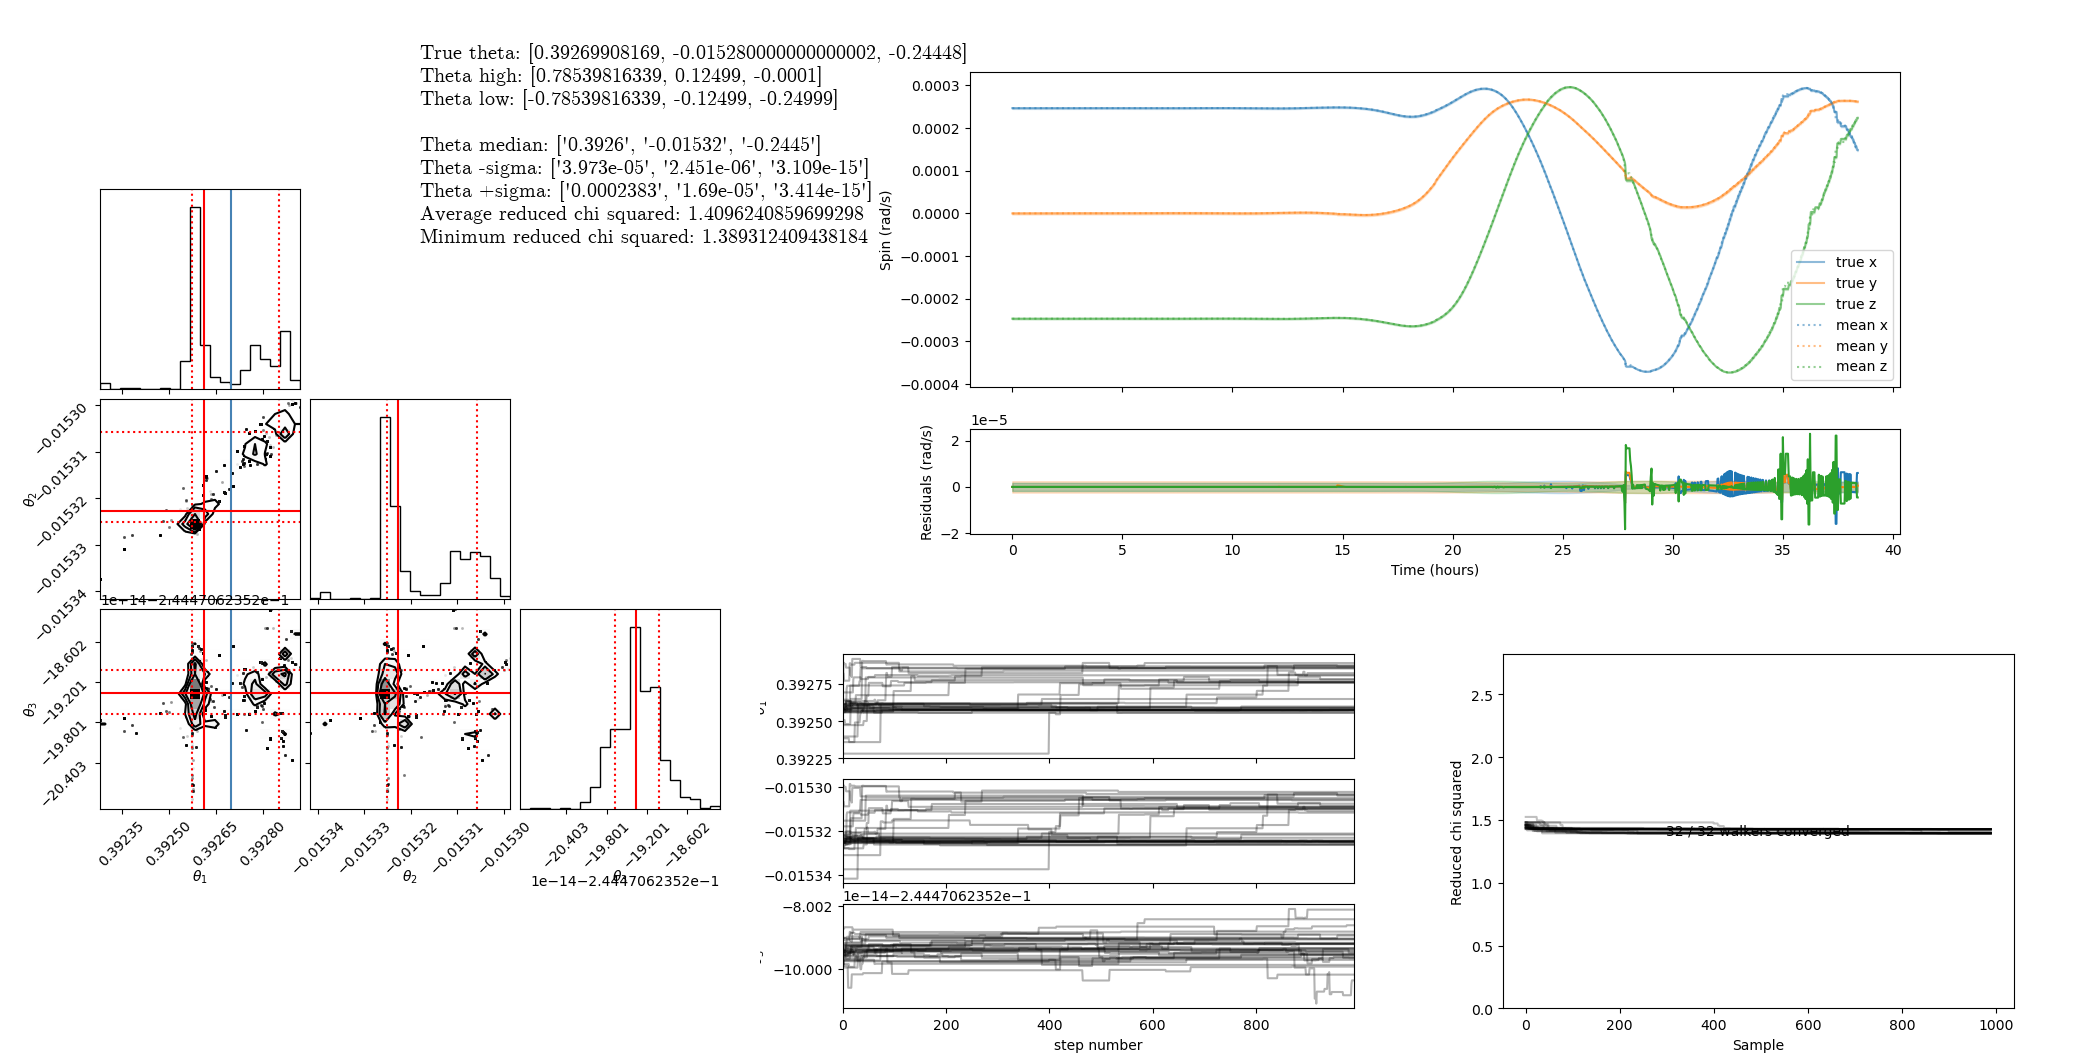 True theta: [0.39269908169, -0.015280000000000002, -0.24448]
Theta high: [0.78539816339, 0.12499, -0.0001]
Theta low: [-0.78539816339, -0.12499, -0.24999]
Theta median: ['0.3926', '-0.01532', '-0.2445']
Theta -sigma: ['3.973e-05', '2.451e-06', '3.109e-15']
Theta +sigma: ['0.0002383', '1.69e-05', '3.414e-15']
Average reduced chi squared: 1.4096240859699298
Minimum reduced chi squared: 1.389312409438184
0.0003
0.0002
0.0001
0.0000
−0.0001
−0.0002
−0.0003
−0.0004
Spin (rad/s)
true x
true y
true z
mean x
mean y
mean z
1e−5
2
0
−2
Residuals (rad/s)
0 5 10 15 20 25 30 35 40
Time (hours)
−0.01530
−0.01531
−0.01532
−0.01533
−0.01534
θ2
1e−14−2.4447062352e−1
−18.602
−19.201
−19.801
−20.403
θ3
0.39235 0.39250 0.39265 0.39280
θ1
−0.01534 −0.01533 −0.01532 −0.01531 −0.01530
θ2
−20.403 −19.801 −19.201 −18.602
1e−14−2.4447062352e−1
0.39275
0.39250
0.39225
−0.01530
−0.01532
−0.01534
1e−14−2.4447062352e−1
−8.002
−10.000
0 200 400 600 800
step number
2.5
2.0
1.5
1.0
0.5
0.0
Reduced chi squared
32 / 32 walkers converged
0 200 400 600 800 1000
Sample